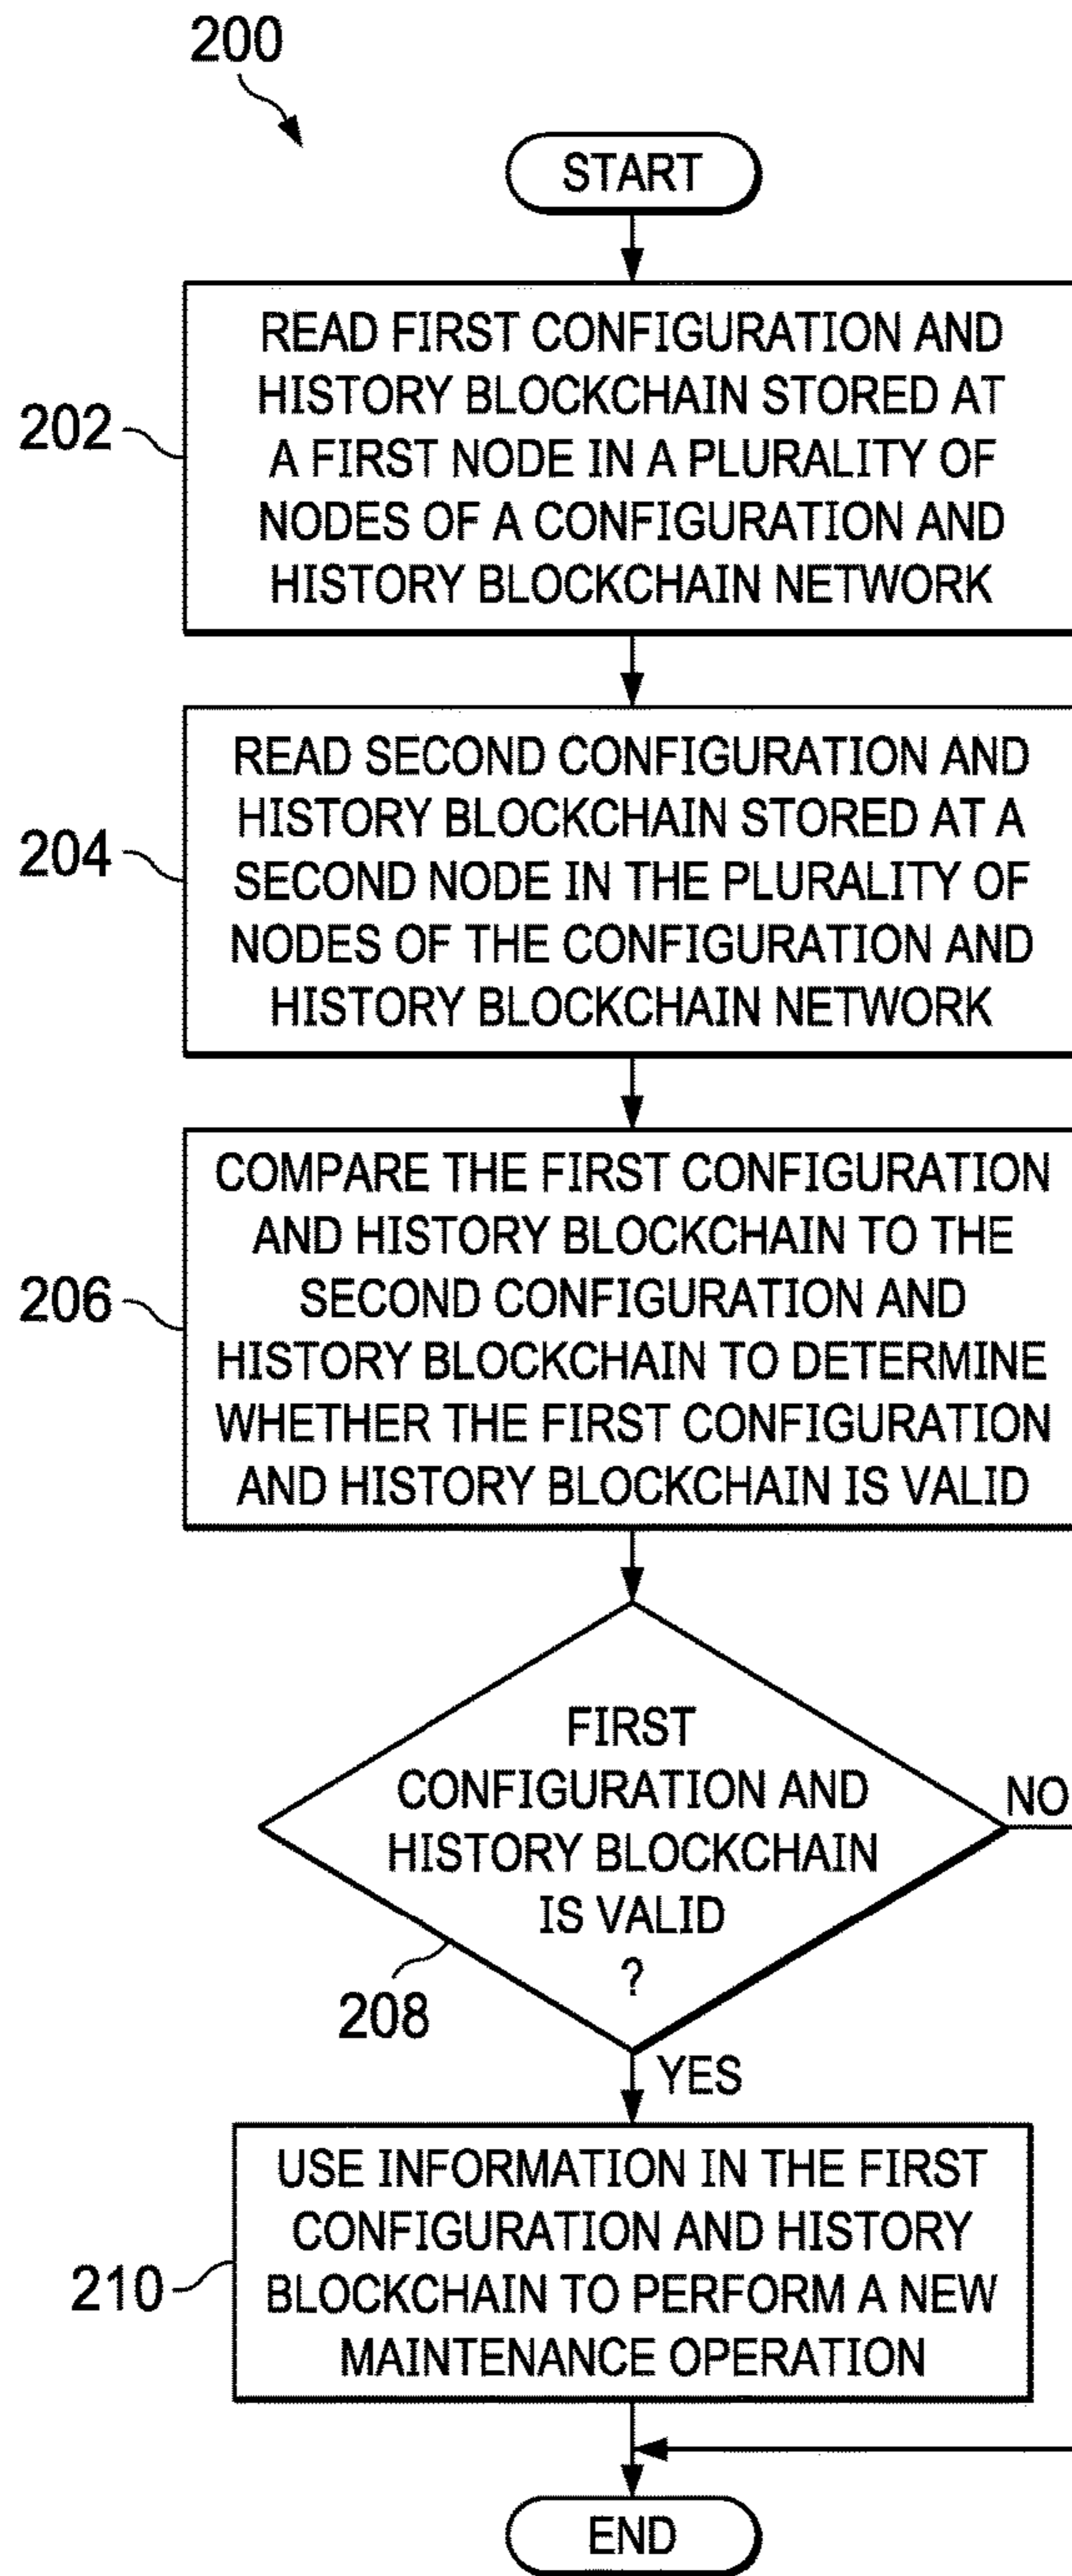 200
START
202
READ FIRST CONFIGURATION AND
HISTORY BLOCKCHAIN STORED AT
A FIRST NODE IN A PLURALITY OF
NODES OF A CONFIGURATION AND
HISTORY BLOCKCHAIN NETWORK
204
READ SECOND CONFIGURATION AND
HISTORY BLOCKCHAIN STORED AT A
SECOND NODE IN THE PLURALITY OF
NODES OF THE CONFIGURATION AND
HISTORY BLOCKCHAIN NETWORK
206
COMPARE THE FIRST CONFIGURATION
AND HISTORY BLOCKCHAIN TO THE
SECOND CONFIGURATION AND
HISTORY BLOCKCHAIN TO DETERMINE
WHETHER THE FIRST CONFIGURATION
AND HISTORY BLOCKCHAIN IS VALID
FIRST
CONFIGURATION AND
HISTORY BLOCKCHAIN
IS VALID
?
NO
208
YES
210
USE INFORMATION IN THE FIRST
CONFIGURATION AND HISTORY
BLOCKCHAIN TO PERFORM A NEW
MAINTENANCE OPERATION
END